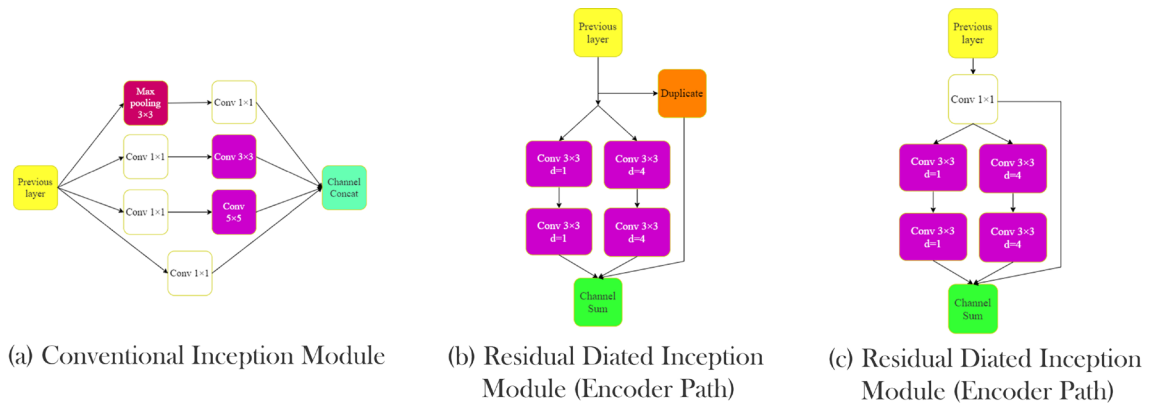 Previous
layer
Max
pooling
3×3
Conv 1×1
Conv 1×1
Conv 3×3
Conv 1×1
Conv
5×5
Conv 1×1
Channel
Concat
(a) Conventional Inception Module
Previous
layer
Duplicate
Conv 3×3
d=1
Conv 3×3
d=4
Conv 3×3
d=1
Conv 3×3
d=4
Channel
Sum
(b) Residual Diated Inception
Module (Encoder Path)
Previous
layer
Conv 1×1
Conv 3×3
d=1
Conv 3×3
d=4
Conv 3×3
d=1
Conv 3×3
d=4
Channel
Sum
(c) Residual Diated Inception
Module (Encoder Path)